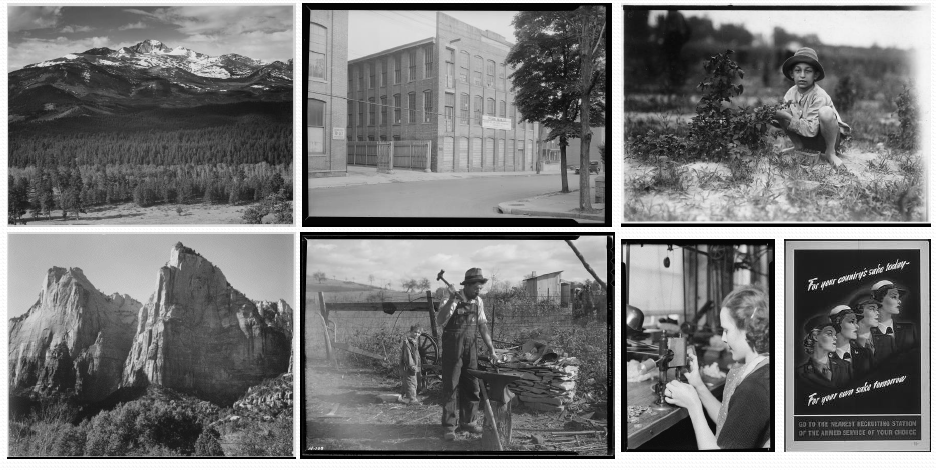 For your country's sake today-
For your own sake tomorrow
GO TO THE NEAREST RECRUITING STATION
OF THE ARMED SERVICE OF YOUR CHOICE